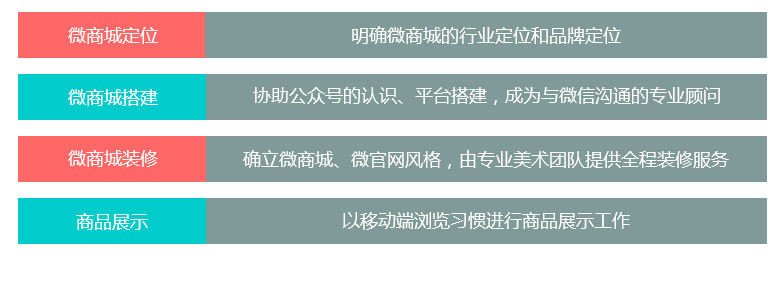 微商城定位
明确微商城的行业定位和品牌定位
微商城搭建
协助公众号的认识、平台搭建，成为与微信沟通的专业顾问
微商城装修
确立微商城、微官网风格，由专业美术团队提供全程装修服务
商品展示
以移动端浏览习惯进行商品展示工作